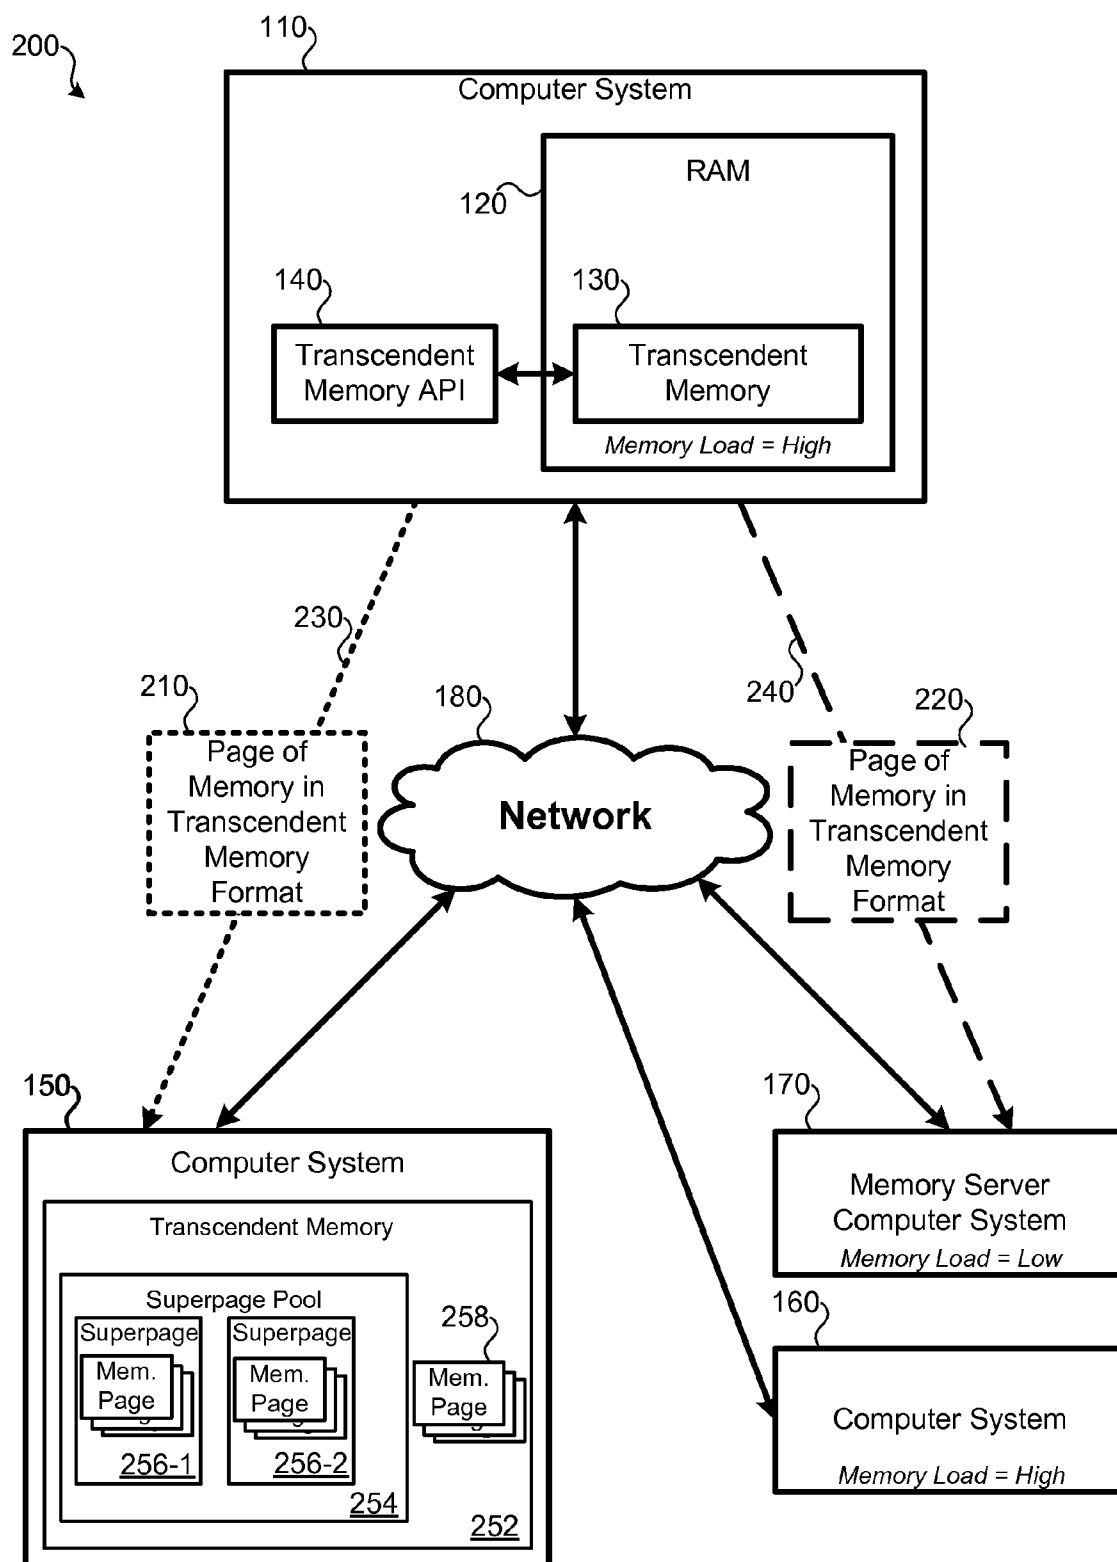 200
110
Computer System
RAM
120
140
130
Transcendent
Memory API
Transcendent
Memory
Memory Load = High
230
240
210
180
220
Page of
Memory in
Transcendent
Memory
Format
Network
Page of
Memory in
Transcendent
Memory
Format
150
170
Computer System
Memory Server
Computer System
Memory Load = Low
Transcendent Memory
Superpage Pool
160
258
Superpage
Superpage
Mem.
Page
Mem.
Page
Mem.
Page
Computer System
256-1
256-2
Memory Load = High
254
252